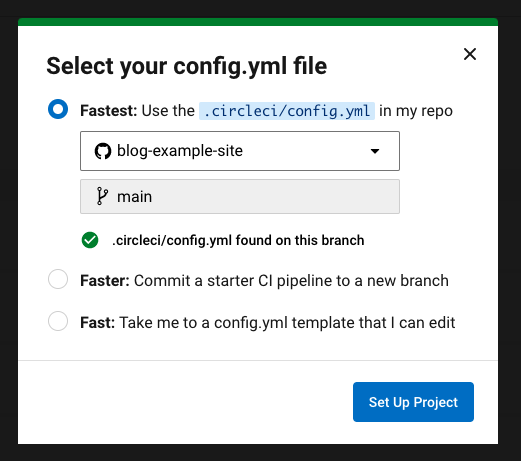 Select your config.yml file
Fastest: Use the .circleci/config.yml in my repo
blog-example-site
main
.circleci/config.yml found on this branch
Faster: Commit a starter CI pipeline to a new branch
Fast: Take me to a config.yml template that I can edit
Set Up Project